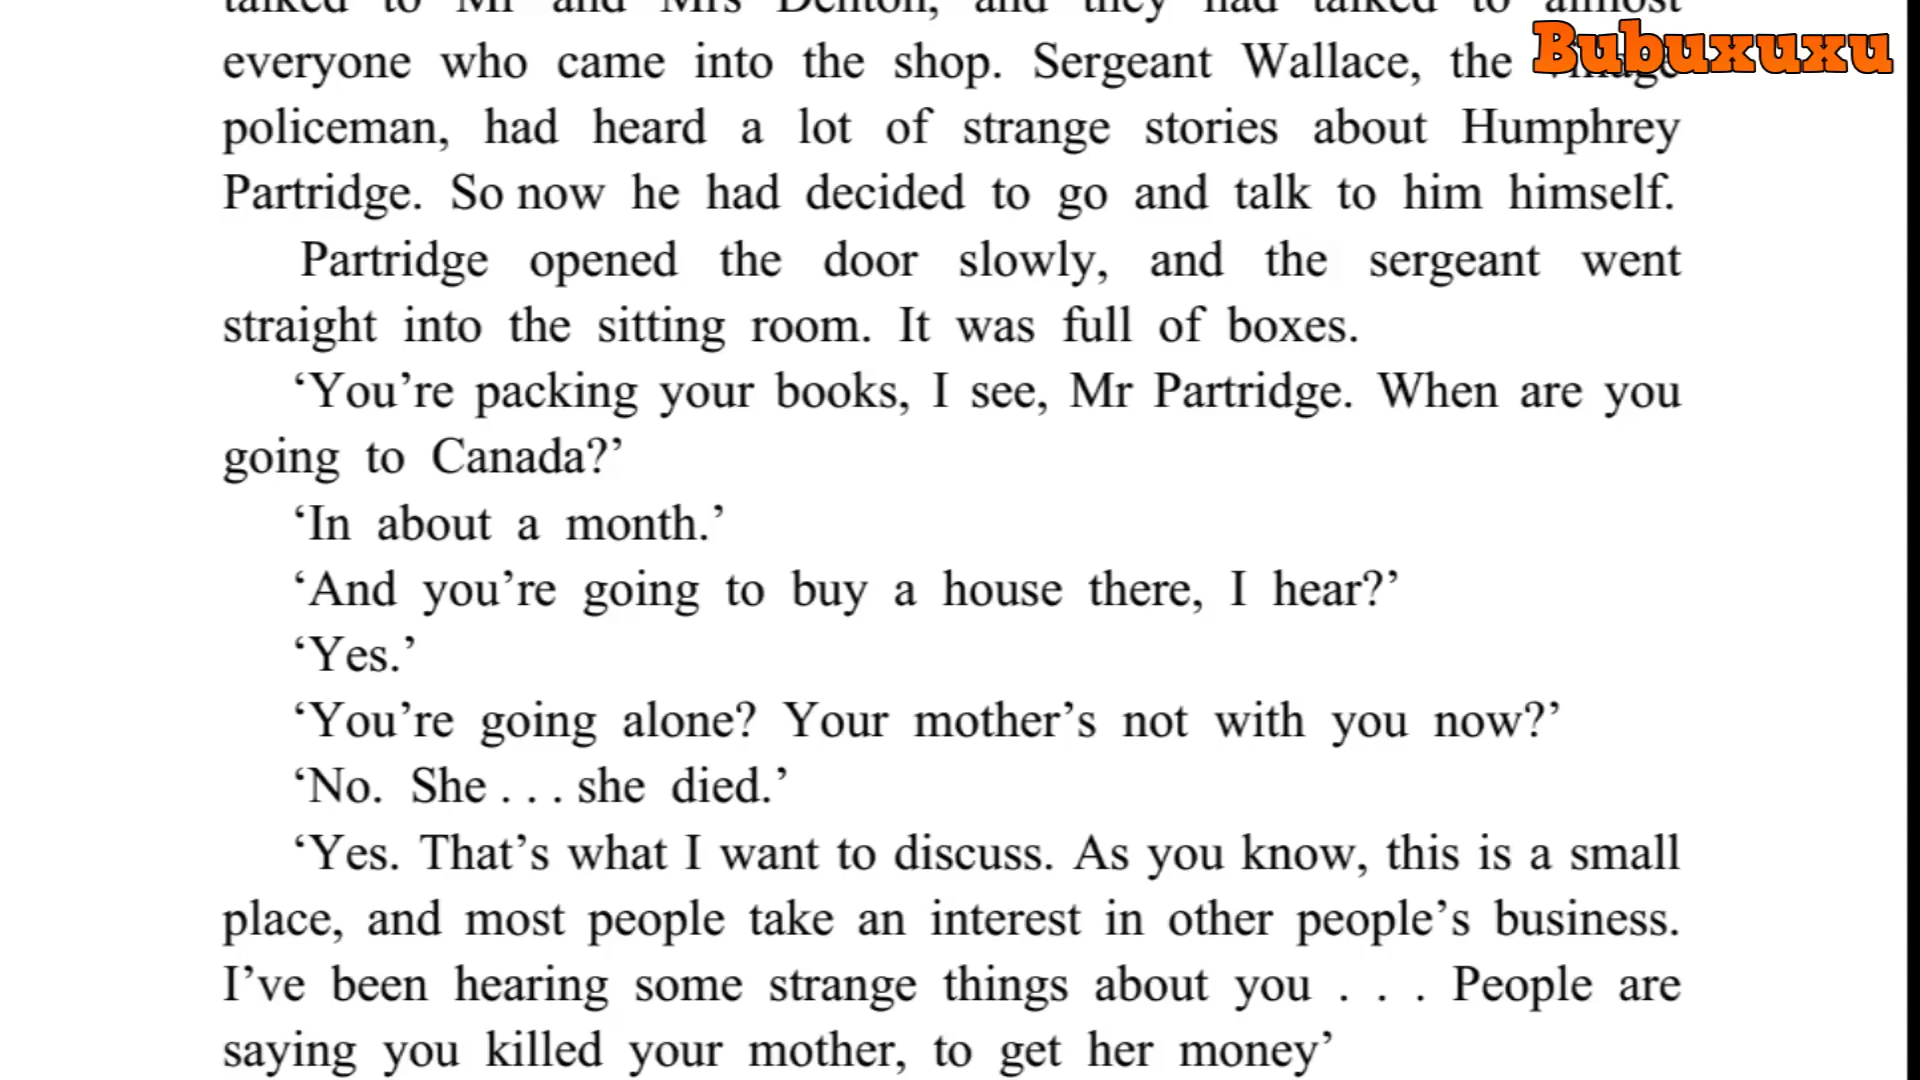 talked to Mr and Mrs Denton, and they had talked to almost
Bubuxuxu
everyone who came into the shop. Sergeant Wallace, the village
policeman, had heard a lot of strange stories about Humphrey
Partridge. So now he had decided to go and talk to him himself.
Partridge opened the door slowly, and the sergeant went
straight into the sitting room. It was full of boxes.
‘You’re packing your books, I see, Mr Partridge. When are you
going to Canada?’
‘In about a month.’
‘And you’re going to buy a house there, I hear?’
‘Yes.’
‘You’re going alone? Your mother’s not with you now?’
‘No. She . . . she died.’
‘Yes. That’s what I want to discuss. As you know, this is a small
place, and most people take an interest in other people’s business.
I’ve been hearing some strange things about you . . . People are
saying you killed your mother, to get her money’